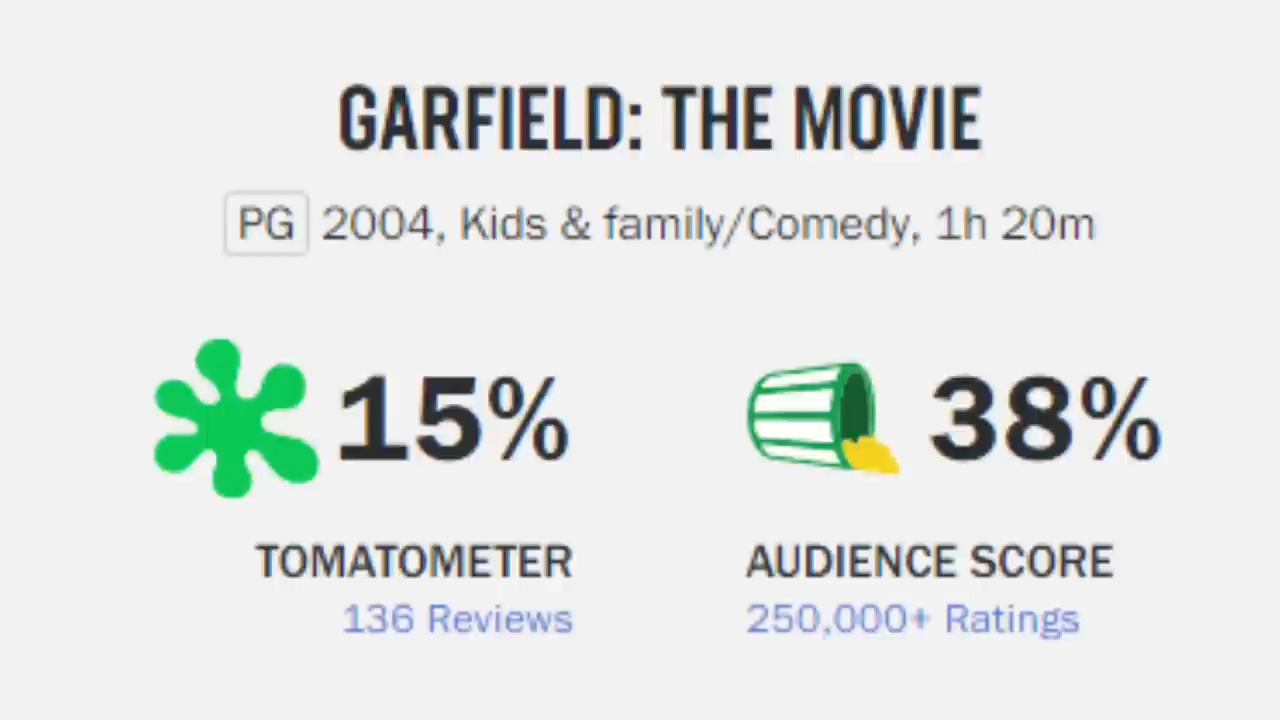 GARFIELD: THE MOVIE
PG 2004, Kids & family/Comedy, 1h 20m
15% 38%
TOMATOMETER AUDIENCE SCORE
136 Reviews 250,000+ Ratings